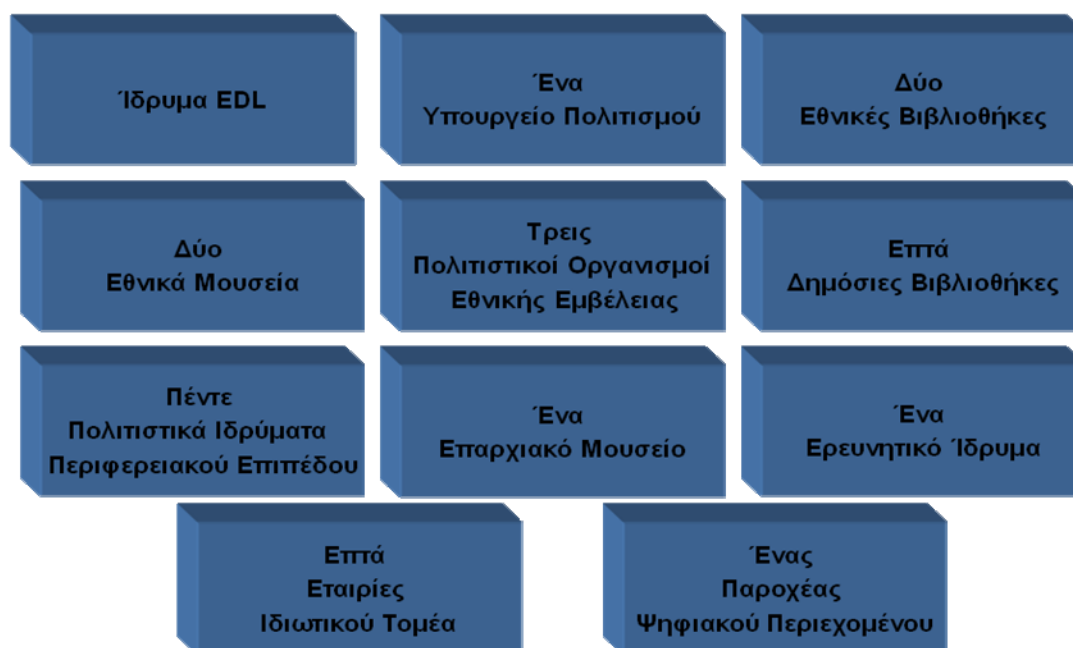 Ίδρυμα EDL
Ένα
Υπουργείο Πολιτισμού
Δύο
Εθνικές Βιβλιοθήκες
Δύο
Εθνικά Μουσεία
Τρεις
Πολιτιστικοί Οργανισμοί
Εθνικής Εμβέλειας
Επτά
Δημόσιες Βιβλιοθήκες
Πέντε
Πολιτιστικά Ιδρύματα
Περιφερειακού Επιπέδου
Ένα
Επαρχιακό Μουσείο
Ένα
Ερευνητικό Ίδρυμα
Επτά
Εταιρίες
Ιδιωτικού Τομέα
Ένας
Παροχέας
Ψηφιακού Περιεχομένου